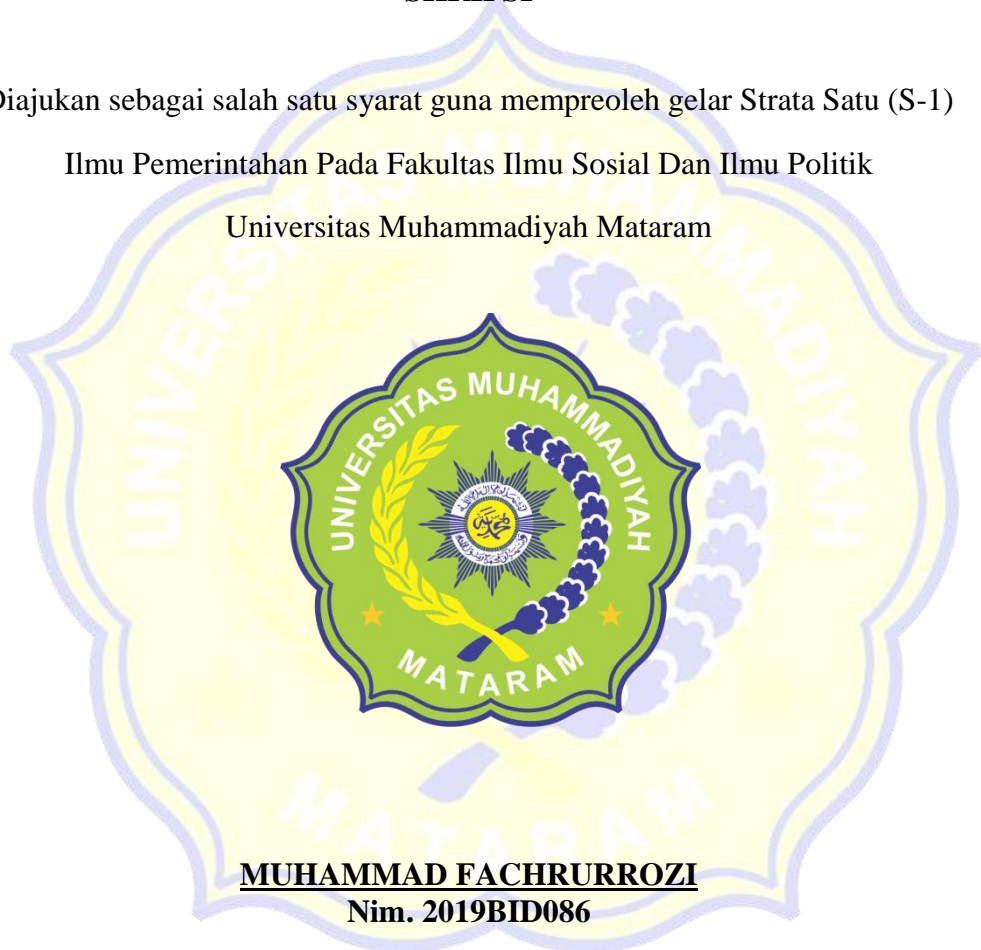 Diajukan sebagai salah satu syarat guna mempreoleh gelar Strata Satu (S-1)
Ilmu Pemerintahan Pada Fakultas Ilmu Sosial Dan Ilmu Politik
Universitas Muhammadiyah Mataram
UNIVERSITAS MUHAMMADIYAH
MATARAM
MUHAMMAD FACHRURROZI
Nim. 2019BID086